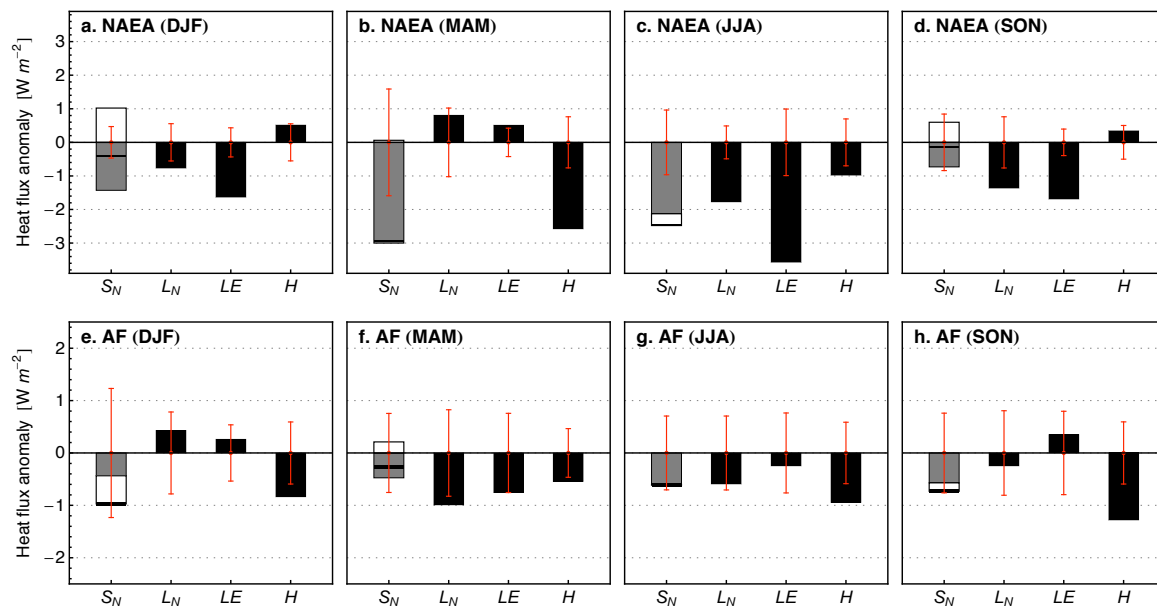 a. NAEA (DJF) b. NAEA (MAM) c. NAEA (JJA) d. NAEA (SON)
Heat flux anomaly [W m⁻²]
3
2
1
0
−1
−2
−3
S_N L_N LE H S_N L_N LE H S_N L_N LE H S_N L_N LE H
e. AF (DJF) f. AF (MAM) g. AF (JJA) h. AF (SON)
Heat flux anomaly [W m⁻²]
2
1
0
−1
−2
S_N L_N LE H S_N L_N LE H S_N L_N LE H S_N L_N LE H